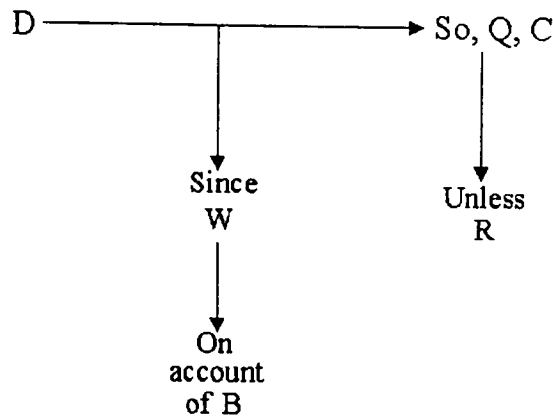 D
So, Q, C
Since
W
Unless
R
On
account
of B